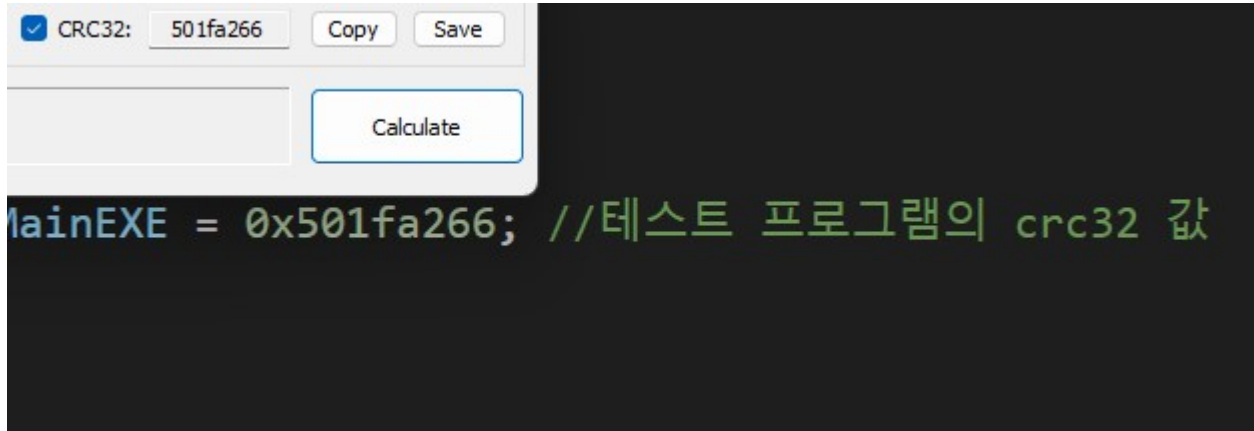 CRC32: 501fa266 Copy Save
Calculate
MainEXE = 0x501fa266; //테스트 프로그램의 crc32 값